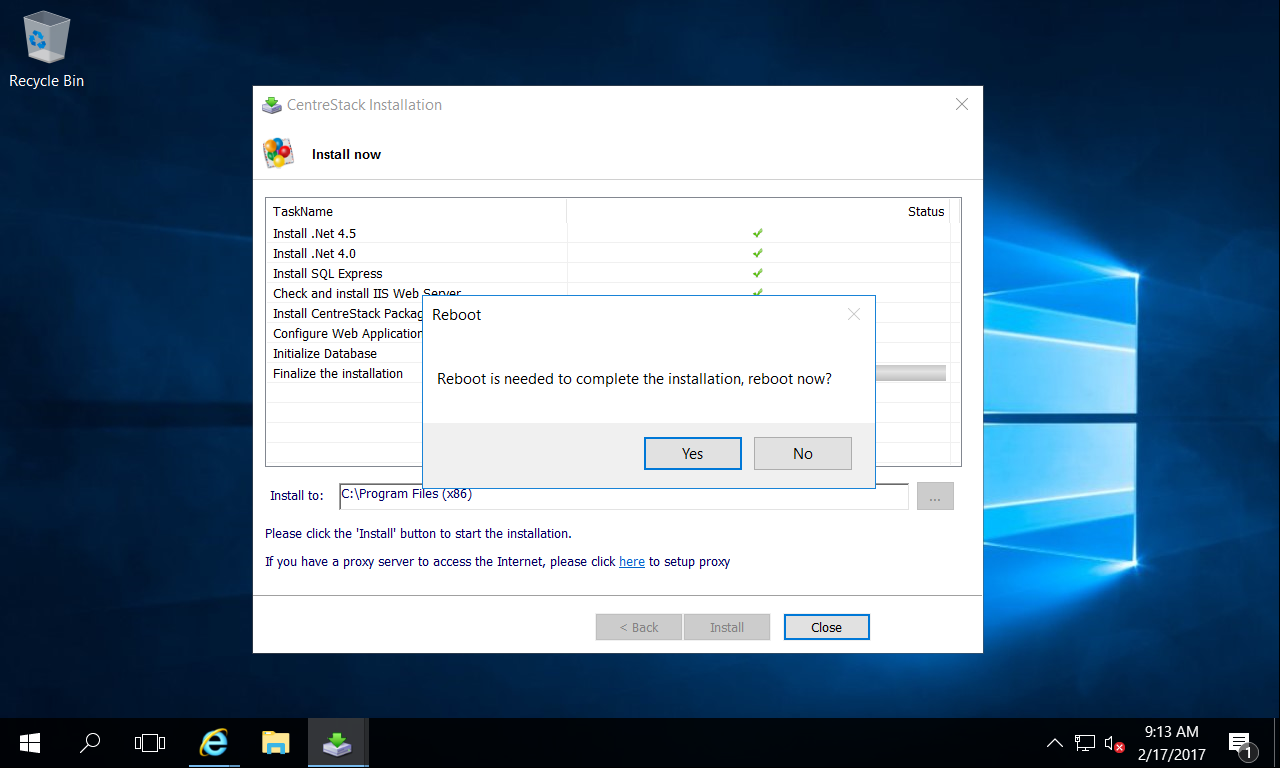 Recycle Bin
CentreStack Installation
Install now
TaskName Status
Install .Net 4.5
Install .Net 4.0
Install SQL Express
Check and install IIS Web Server
Install CentreStack Packag
Configure Web Application
Initialize Database
Finalize the installation
Reboot
Reboot is needed to complete the installation, reboot now?
Yes No
Install to: C:\Program Files (x86) ...
Please click the 'Install' button to start the installation.
If you have a proxy server to access the Internet, please click here to setup proxy
< Back Install Close
9:13 AM
2/17/2017
1